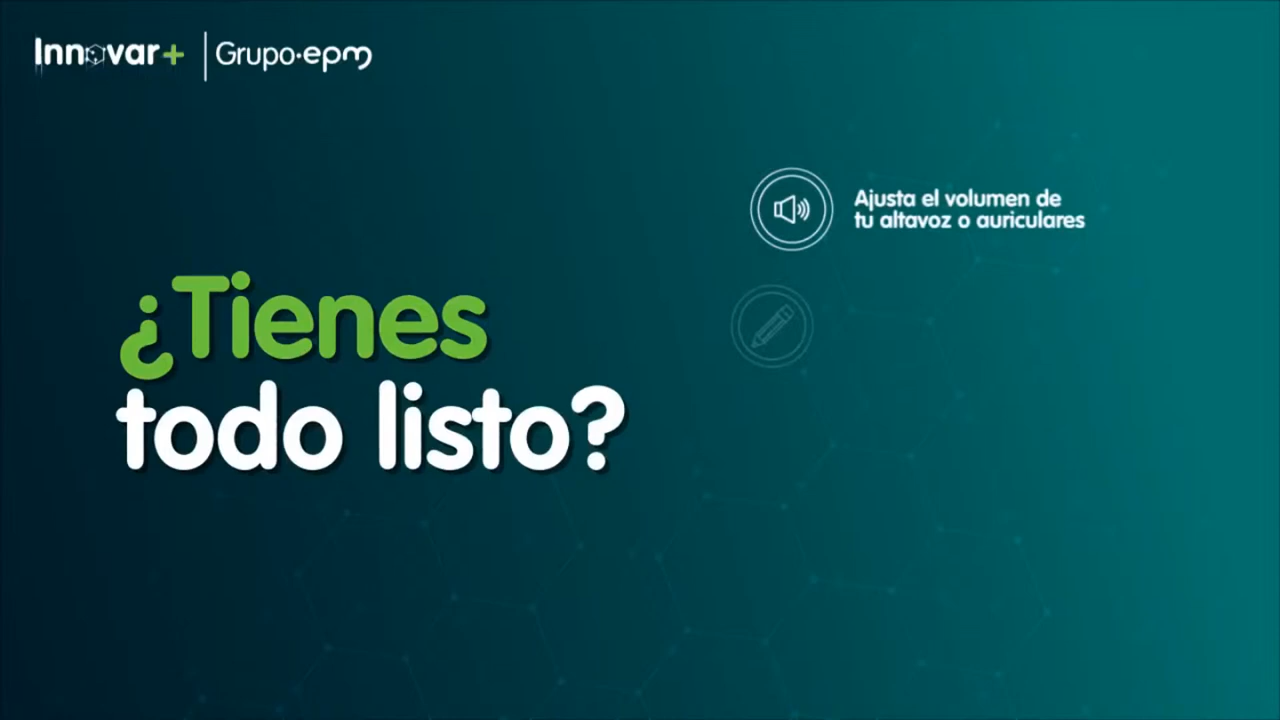 Innovar+ | Grupo·epm
Ajusta el volumen de
tu altavoz o auriculares
¿Tienes
todo listo?